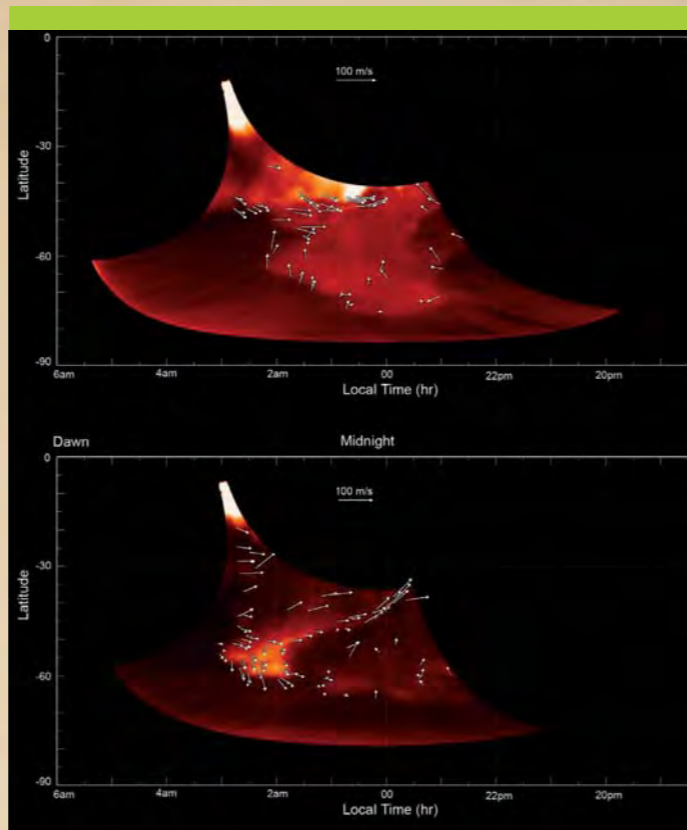 0
100 m/s
-30
Latitude
-60
-90
6am 4am 2am 00 22pm 20pm
Local Time (hr)
Dawn Midnight
0
100 m/s
-30
Latitude
-60
-90
6am 4am 2am 00 22pm 20pm
Local Time (hr)